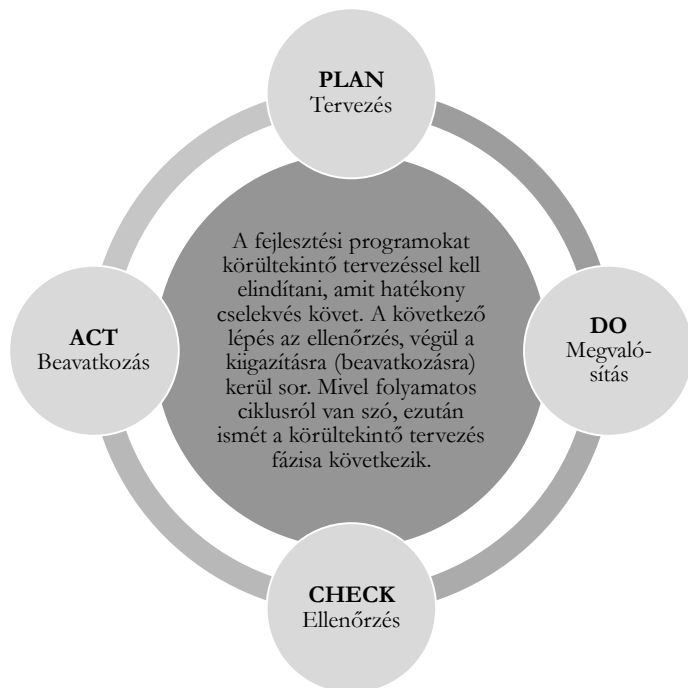 PLAN
Tervezés
A fejlesztési programokat
körültekintő tervezéssel kell
elindítani, amit hatékony
cselekvés követ. A következő
lépés az ellenőrzés, végül a
kiigazításra (beavatkozásra)
kerül sor. Mivel folyamatos
ciklusról van szó, ezután
ismét a körültekintő tervezés
fázisa következik.
DO
Megvaló-
sítás
CHECK
Ellenőrzés
ACT
Beavatkozás